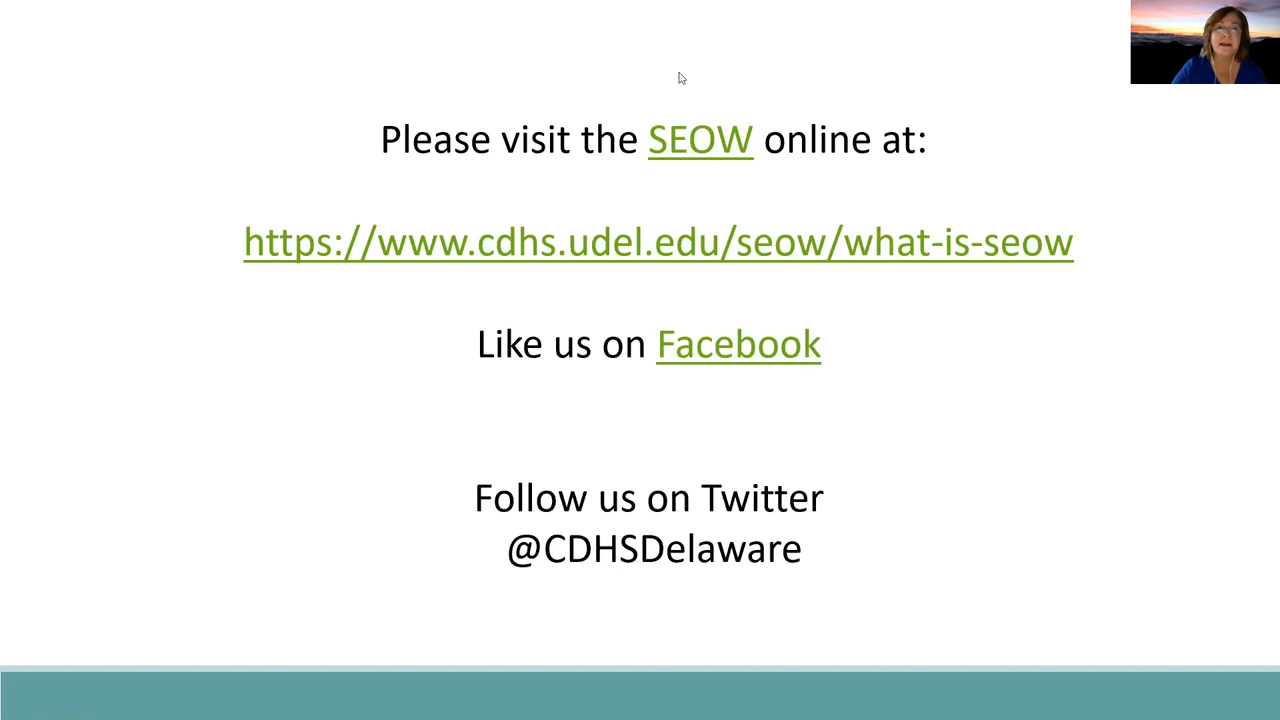 Please visit the SEOW online at:
https://www.cdhs.udel.edu/seow/what-is-seow
Like us on Facebook
Follow us on Twitter
@CDHSDelaware